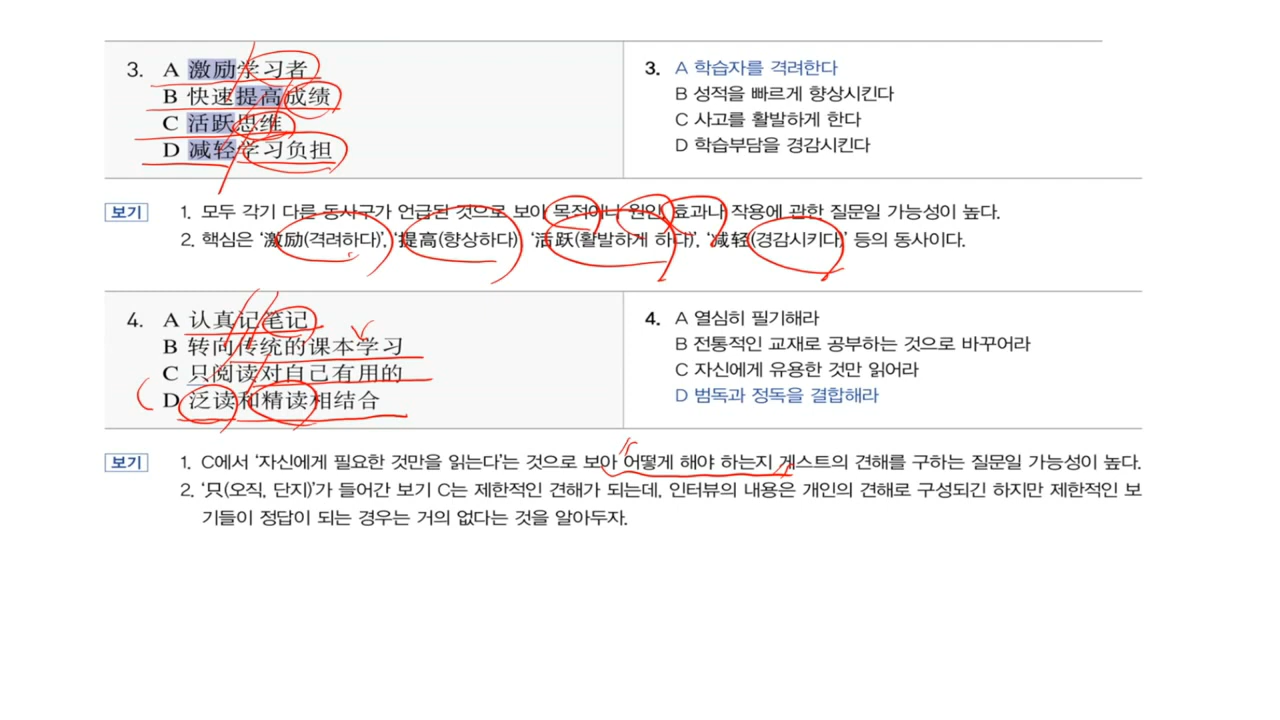 3. A 激励学习者
B 快速提高成绩
C 活跃思维
D 减轻学习负担
3. A 학습자를 격려한다
B 성적을 빠르게 향상시킨다
C 사고를 활발하게 한다
D 학습부담을 경감시킨다
보기 1. 모두 각기 다른 동사구가 언급된 것으로 보아 목적이나 원인, 효과나 작용에 관한 질문일 가능성이 높다.
2. 핵심은 ‘激励(격려하다)’, ‘提高(향상하다)’, ‘活跃(활발하게 하다)’, ‘减轻(경감시키다)’ 등의 동사이다.
4. A 认真记笔记
B 转向传统的课本学习
C 只阅读对自己有用的
D 泛读和精读相结合
4. A 열심히 필기해라
B 전통적인 교재로 공부하는 것으로 바꾸어라
C 자신에게 유용한 것만 읽어라
D 범독과 정독을 결합해라
보기 1. C에서 ‘자신에게 필요한 것만을 읽는다’는 것으로 보아 어떻게 해야 하는지 게스트의 견해를 구하는 질문일 가능성이 높다.
2. ‘只(오직, 단지)’가 들어간 보기 C는 제한적인 견해가 되는데, 인터뷰의 내용은 개인의 견해로 구성되긴 하지만 제한적인 보
기들이 정답이 되는 경우는 거의 없다는 것을 알아두자.